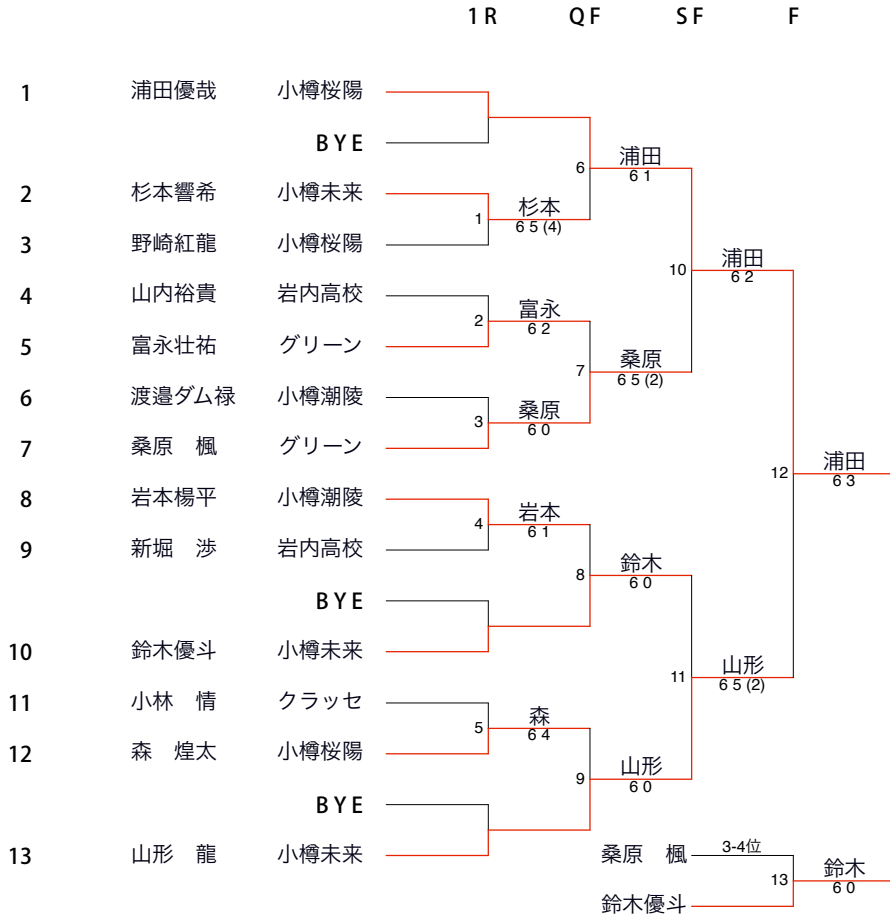 1R QF SF F
1 浦田優哉 小樽桜陽
BYE
浦田
6
6 1
2 杉本響希 小樽未来
杉本
1
6 5 (4)
3 野崎紅龍 小樽桜陽
浦田
10
6 2
4 山内裕貴 岩内高校
富永
2
6 2
5 富永壮祐 グリーン
桑原
7
6 5 (2)
6 渡邉ダム禄 小樽潮陵
桑原
3
6 0
7 桑原 楓 グリーン
浦田
12
6 3
8 岩本楊平 小樽潮陵
岩本
4
6 1
9 新堀 渉 岩内高校
鈴木
8
6 0
BYE
10 鈴木優斗 小樽未来
山形
11
6 5 (2)
11 小林 情 クラッセ
森
5
6 4
12 森 煌太 小樽桜陽
山形
9
6 0
BYE
13 山形 龍 小樽未来
桑原 楓 3-4位
鈴木
13
6 0
鈴木優斗